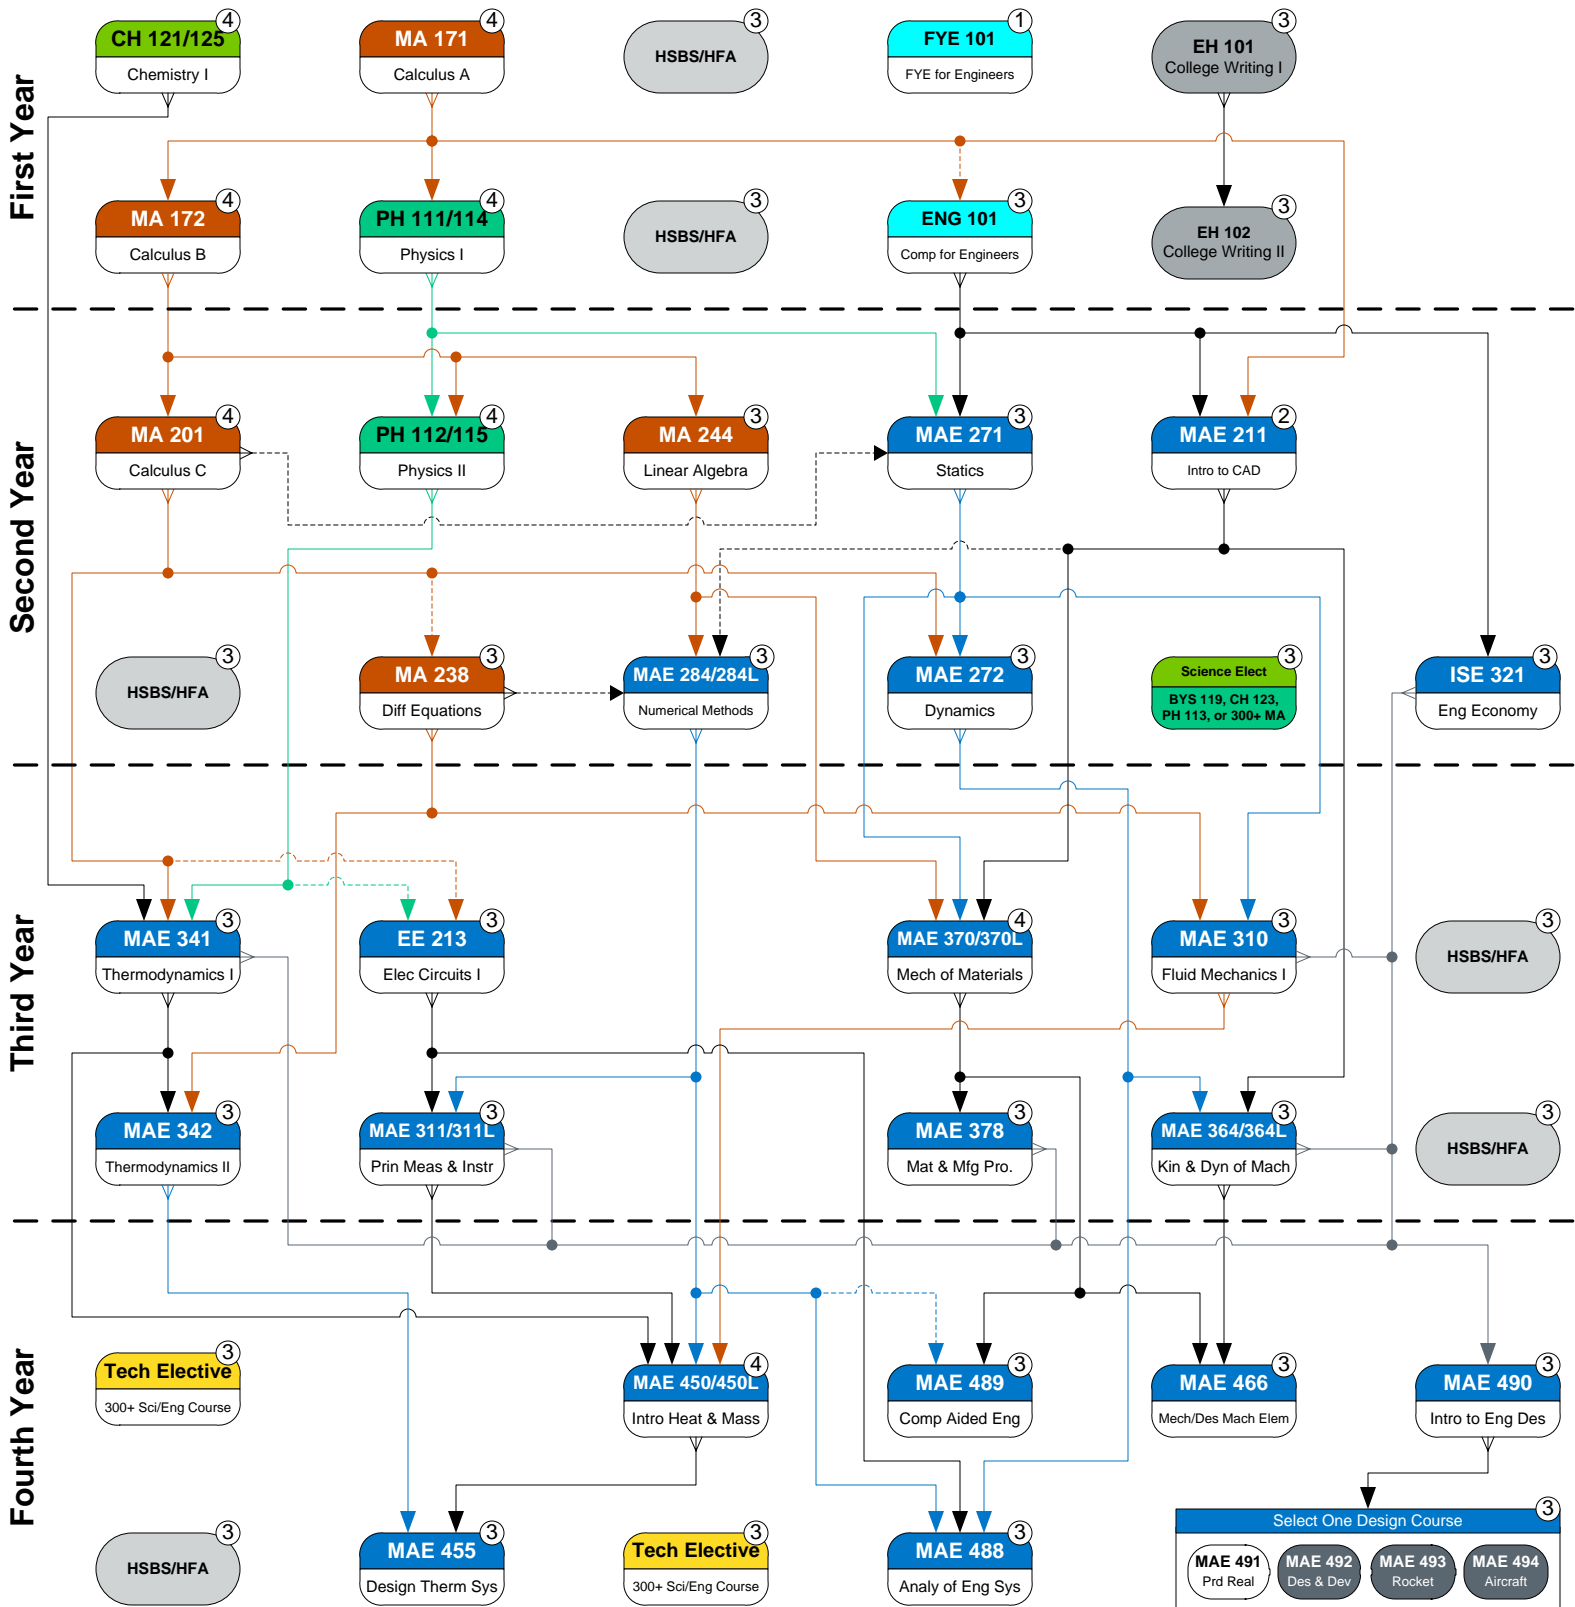 First Year
4
CH 121/125
Chemistry I
4
MA 171
Calculus A
3
HSBS/HFA
1
FYE 101
FYE for Engineers
3
EH 101
College Writing I
4
MA 172
Calculus B
4
PH 111/114
Physics I
3
HSBS/HFA
3
ENG 101
Comp for Engineers
3
EH 102
College Writing II
Second Year
4
MA 201
Calculus C
4
PH 112/115
Physics II
3
MA 244
Linear Algebra
3
MAE 271
Statics
2
MAE 211
Intro to CAD
3
HSBS/HFA
3
MA 238
Diff Equations
3
MAE 284/284L
Numerical Methods
3
MAE 272
Dynamics
3
Science Elect
BYS 119, CH 123,
PH 113, or 300+ MA
3
ISE 321
Eng Economy
Third Year
3
MAE 341
Thermodynamics I
3
EE 213
Elec Circuits I
4
MAE 370/370L
Mech of Materials
3
MAE 310
Fluid Mechanics I
3
HSBS/HFA
3
MAE 342
Thermodynamics II
3
MAE 311/311L
Prin Meas & Instr
3
MAE 378
Mat & Mfg Pro.
3
MAE 364/364L
Kin & Dyn of Mach
3
HSBS/HFA
Fourth Year
3
Tech Elective
300+ Sci/Eng Course
4
MAE 450/450L
Intro Heat & Mass
3
MAE 489
Comp Aided Eng
3
MAE 466
Mech/Des Mach Elem
3
MAE 490
Intro to Eng Des
3
HSBS/HFA
3
MAE 455
Design Therm Sys
3
Tech Elective
300+ Sci/Eng Course
3
MAE 488
Analy of Eng Sys
3
Select One Design Course
MAE 491
Prd Real
MAE 492
Des & Dev
MAE 493
Rocket
MAE 494
Aircraft